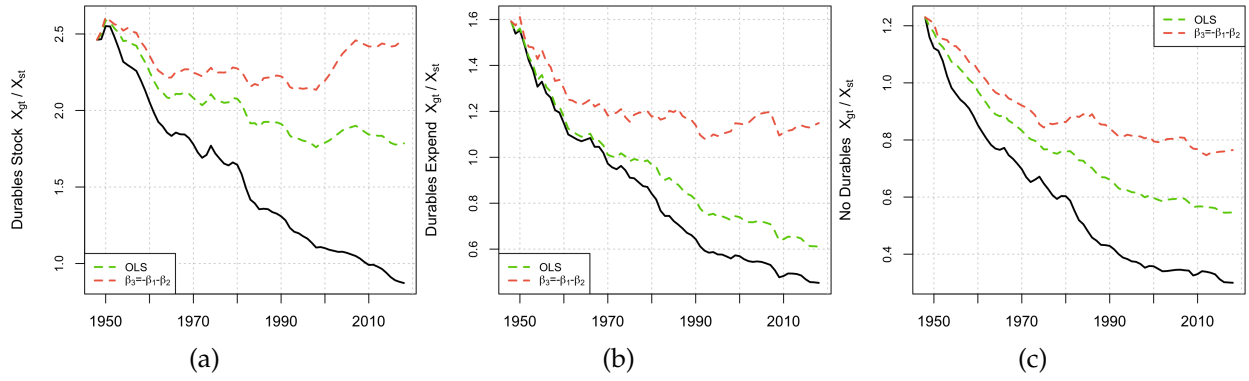 Durables Stock X_gt / X_st
2.5
2.0
1.5
1.0
OLS
β₃=-β₁-β₂
1950
1970
1990
2010
(a)
Durables Expend X_gt / X_st
1.6
1.4
1.2
1.0
0.8
0.6
OLS
β₃=-β₁-β₂
1950
1970
1990
2010
(b)
No Durables X_gt / X_st
1.2
1.0
0.8
0.6
0.4
OLS
β₃=-β₁-β₂
1950
1970
1990
2010
(c)